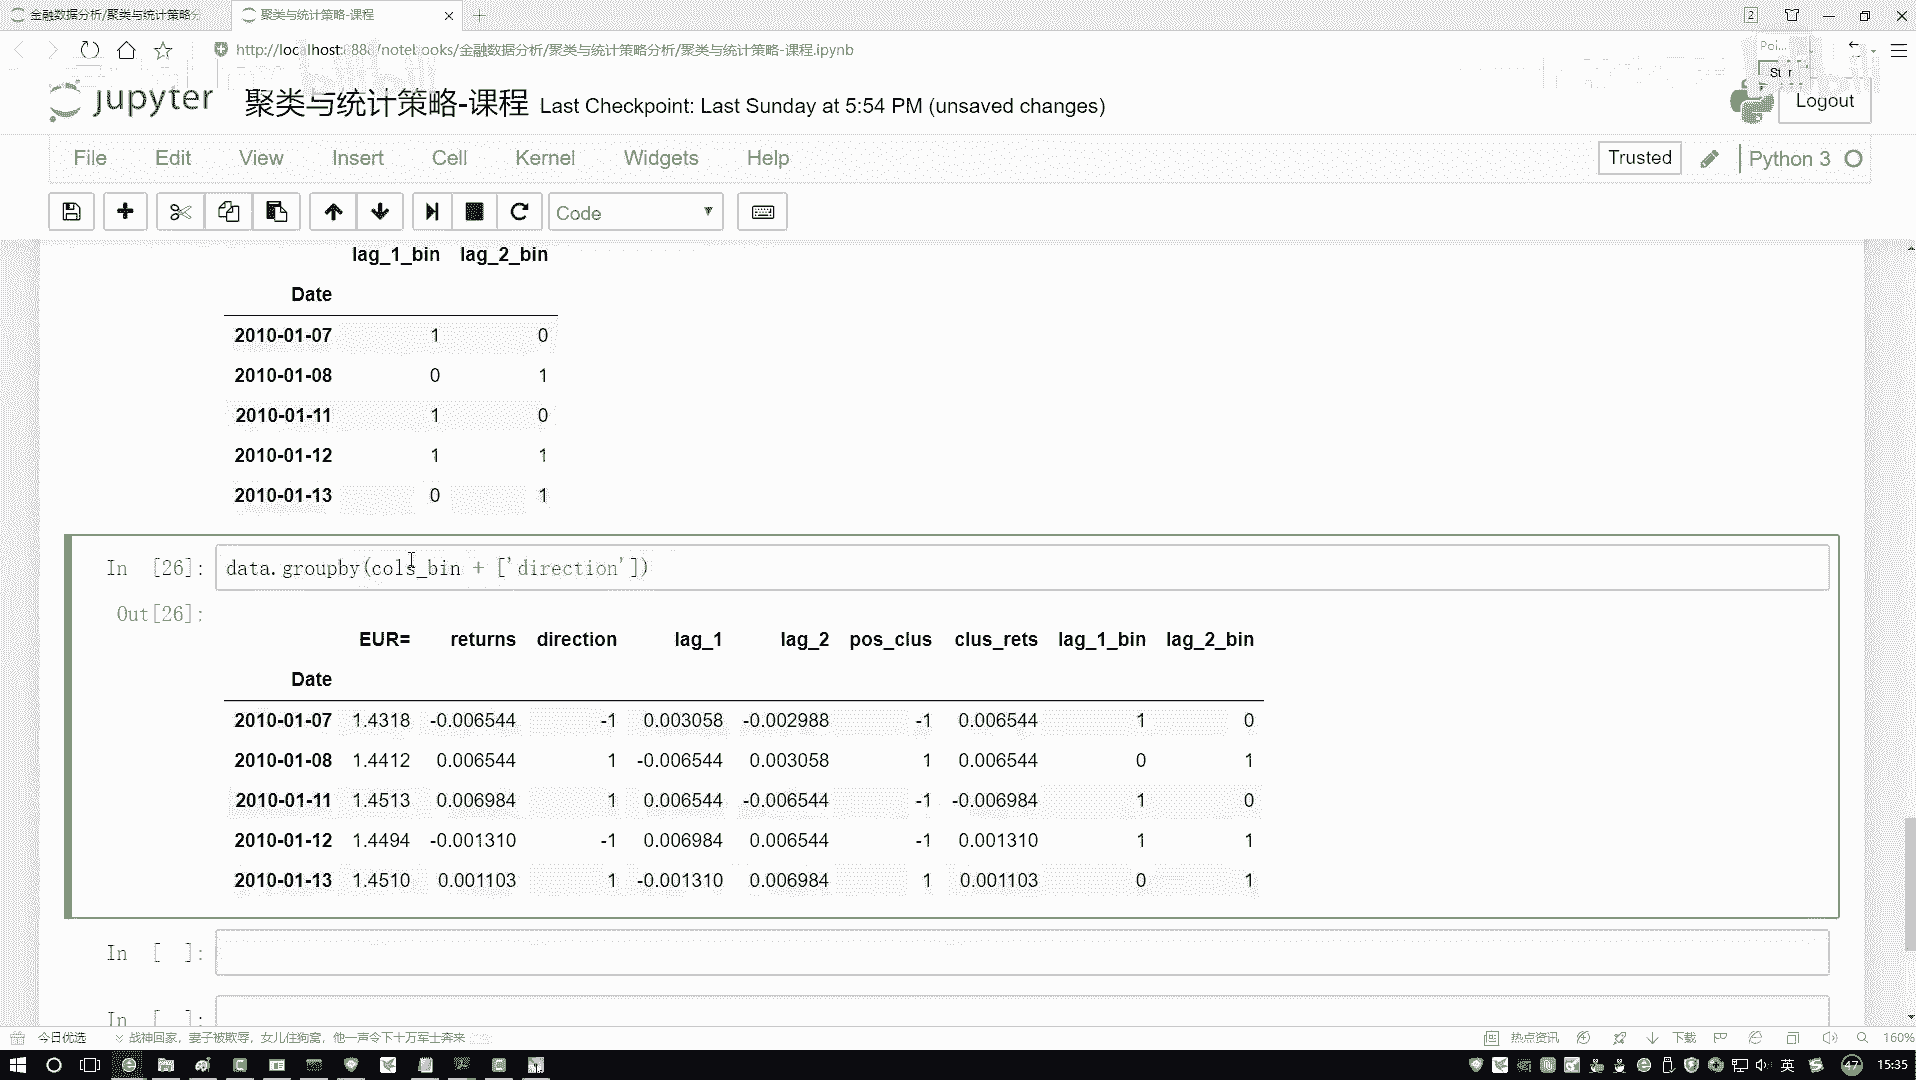 金融数据分析/聚类与统计策略分
聚类与统计策略-课程
http://localhost:8888/notebooks/金融数据分析/聚类与统计策略分析/聚类与统计策略-课程.ipynb
jupyter 聚类与统计策略-课程 Last Checkpoint: Last Sunday at 5:54 PM (unsaved changes)
Logout
File Edit View Insert Cell Kernel Widgets Help
Trusted Python 3
Code
lag_1_bin lag_2_bin
Date
2010-01-07 1 0
2010-01-08 0 1
2010-01-11 1 0
2010-01-12 1 1
2010-01-13 0 1
In [26]: data.groupby(cols_bin + ['direction'])
Out[26]:
EUR= returns direction lag_1 lag_2 pos_clus clus_rets lag_1_bin lag_2_bin
Date
2010-01-07 1.4318 -0.006544 -1 0.003058 -0.002988 -1 0.006544 1 0
2010-01-08 1.4412 0.006544 1 -0.006544 0.003058 1 0.006544 0 1
2010-01-11 1.4513 0.006984 1 0.006544 -0.006544 -1 -0.006984 1 0
2010-01-12 1.4494 -0.001310 -1 0.006984 0.006544 -1 0.001310 1 1
2010-01-13 1.4510 0.001103 1 -0.001310 0.006984 1 0.001103 0 1
In [ ]:
In [ ]:
今日优选 战神回家，妻子被欺辱，女儿住狗窝，他一声令下十万军士奔来
热点资讯 下载 160%
英 47 15:35